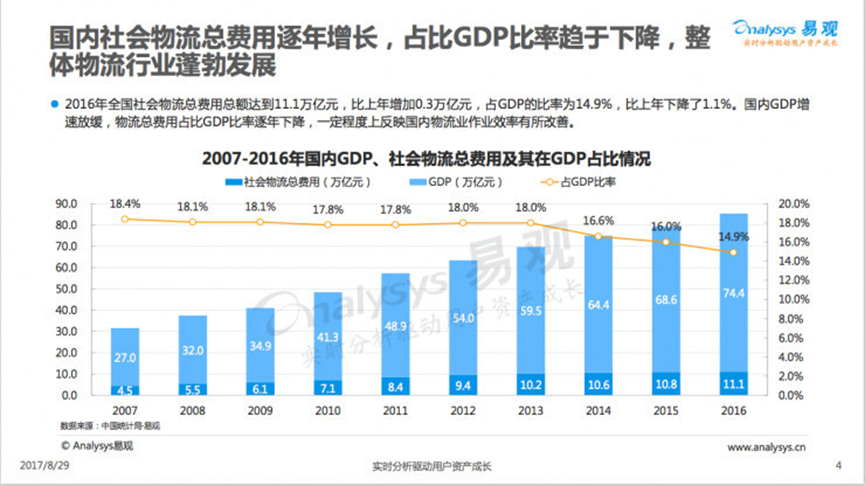 国内社会物流总费用逐年增长，占比GDP比率趋于下降，整
体物流行业蓬勃发展
analysys 易观
实时分析驱动用户资产成长
2016年全国社会物流总费用总额达到11.1万亿元，比上年增加0.3万亿元，占GDP的比率为14.9%，比上年下降了1.1%。国内GDP增
速放缓，物流总费用占比GDP比率逐年下降，一定程度上反映国内物流业作业效率有所改善。
2007-2016年国内GDP、社会物流总费用及其在GDP占比情况
社会物流总费用（万亿元） GDP（万亿元） 占GDP比率
90.0 80.0 70.0 60.0 50.0 40.0 30.0 20.0 10.0 0.0
18.4% 18.1% 18.1% 17.8% 17.8% 18.0% 18.0% 16.6% 16.0% 14.9%
20.0% 18.0% 16.0% 14.0% 12.0% 10.0% 8.0% 6.0% 4.0% 2.0% 0.0%
analysys 易观
实时分析驱动用户资产成长
27.0 32.0 34.9 41.3 48.9 54.0 59.5 64.4 68.6 74.4
4.5 5.5 6.1 7.1 8.4 9.4 10.2 10.6 10.8 11.1
2007 2008 2009 2010 2011 2012 2013 2014 2015 2016
数据来源：中国统计局·易观
© Analysys易观
www.analysys.cn
2017/8/29 实时分析驱动用户资产成长 4